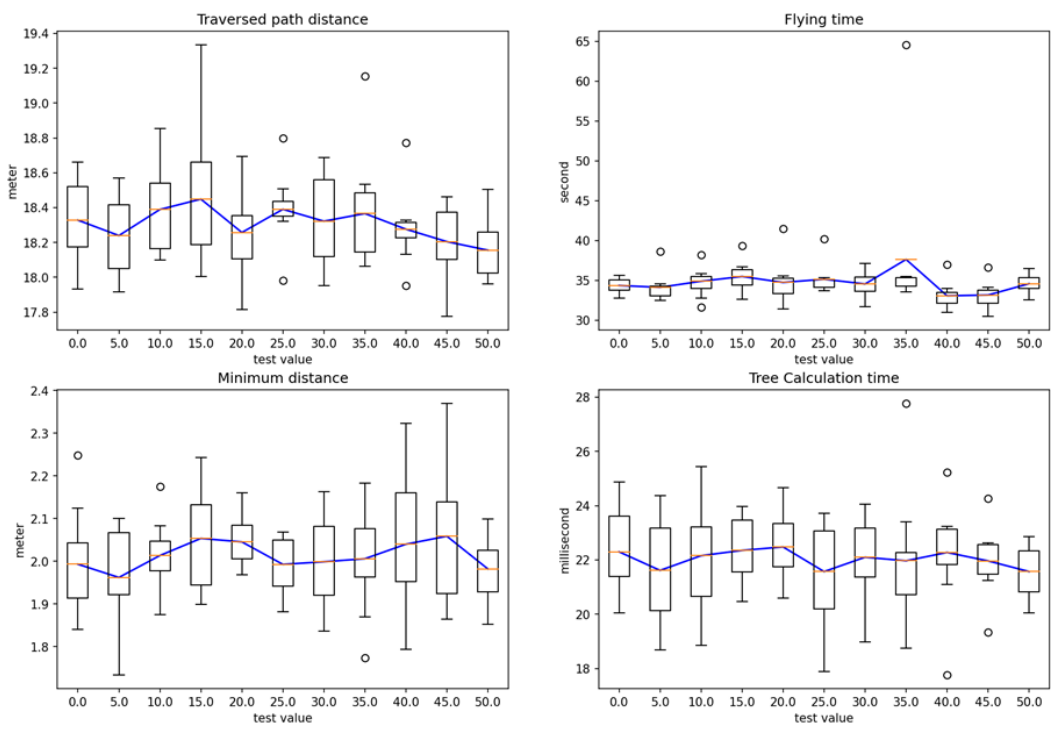 Traversed path distance
meter
19.4
19.2
19.0
18.8
18.6
18.4
18.2
18.0
17.8
0.0 5.0 10.0 15.0 20.0 25.0 30.0 35.0 40.0 45.0 50.0
test value
Flying time
second
65
60
55
50
45
40
35
30
0.0 5.0 10.0 15.0 20.0 25.0 30.0 35.0 40.0 45.0 50.0
test value
Minimum distance
meter
2.4
2.3
2.2
2.1
2.0
1.9
1.8
0.0 5.0 10.0 15.0 20.0 25.0 30.0 35.0 40.0 45.0 50.0
test value
Tree Calculation time
millisecond
28
26
24
22
20
18
0.0 5.0 10.0 15.0 20.0 25.0 30.0 35.0 40.0 45.0 50.0
test value